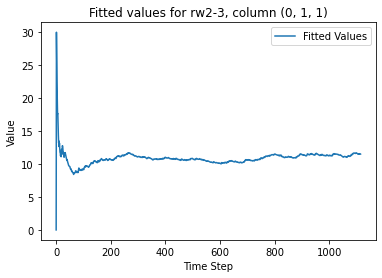 Fitted values for rw2-3, column (0, 1, 1)
Fitted Values
Value
30
25
20
15
10
5
0
0 200 400 600 800 1000
Time Step